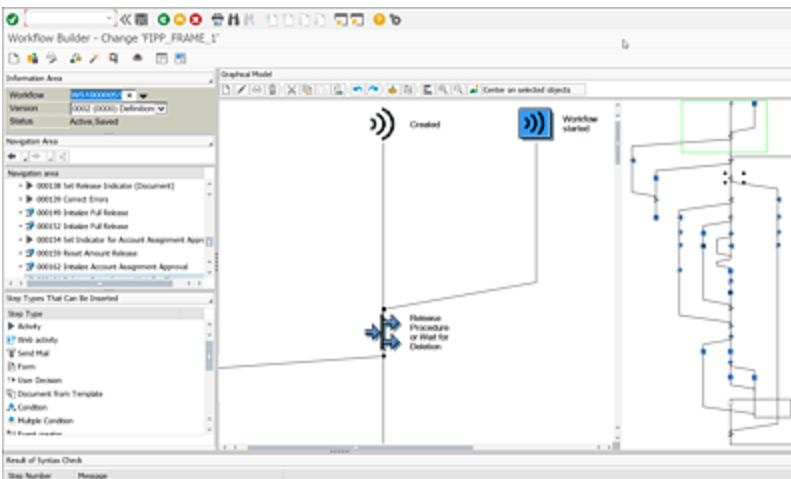 Workflow Builder - Change 'FIPP_FRAME_1'
Information Area
Workflow
Version 0002 (0000) Definition
Status Active,Saved
Navigation Area
Navigation area
000138 Set Release Indicator (Document)
000139 Correct Errors
000149 Initialize Full Release
000152 Initialize Full Release
000154 Set Indicator for Account Assignment Appr
000159 Reset Amount Release
000162 Initialize Account Assignment Approval
Step Types That Can Be Inserted
Step Type
Activity
Web activity
Send Mail
Form
User Decision
Document from Template
Condition
Multiple Condition
Event creator
Graphical Model
Center on selected objects
Created
Workflow
started
Release
Procedure
or Wait for
Deletion
Result of Syntax Check
Step Number Message